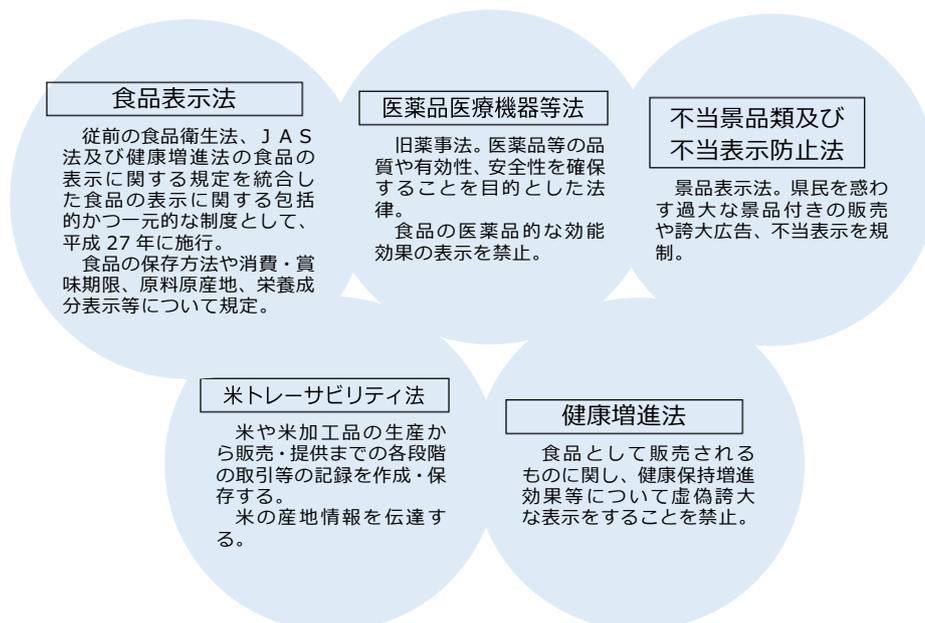 食品表示法
　従前の食品衛生法、ＪＡＳ
法及び健康増進法の食品の
表示に関する規定を統合し
た食品の表示に関する包括
的かつ一元的な制度として、
平成 27 年に施行。
　食品の保存方法や消費・賞
味期限、原料原産地、栄養成
分表示等について規定。
医薬品医療機器等法
　旧薬事法。医薬品等の品
質や有効性、安全性を確保
することを目的とした法
律。
　食品の医薬品的な効能
効果の表示を禁止。
不当景品類及び
不当表示防止法
　景品表示法。県民を惑わ
す過大な景品付きの販売
や誇大広告、不当表示を規
制。
米トレーサビリティ法
　米や米加工品の生産か
ら販売・提供までの各段階
の取引等の記録を作成・保
存する。
　米の産地情報を伝達す
る。
健康増進法
　食品として販売される
ものに関し、健康保持増進
効果等について虚偽誇大
な表示をすることを禁止。